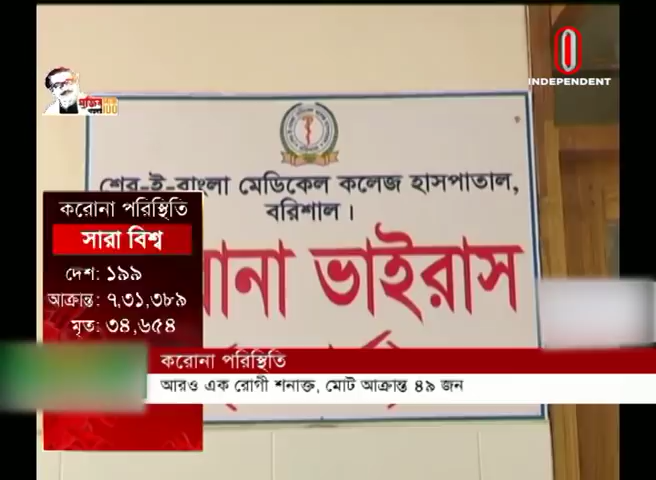 INDEPENDENT
মুজিব
100
শের-ই-বাংলা মেডিকেল কলেজ হাসপাতাল,
বরিশাল।
ভাইরাস
করোনা পরিস্থিতি
সারা বিশ্ব
দেশ: ১৯৯
আক্রান্ত: ৭,৩১,৩৮৯
মৃত: ৩৪,৬৫৪
করোনা পরিস্থিতি
আরও এক রোগী শনাক্ত, মোট আক্রান্ত ৪৯ জন